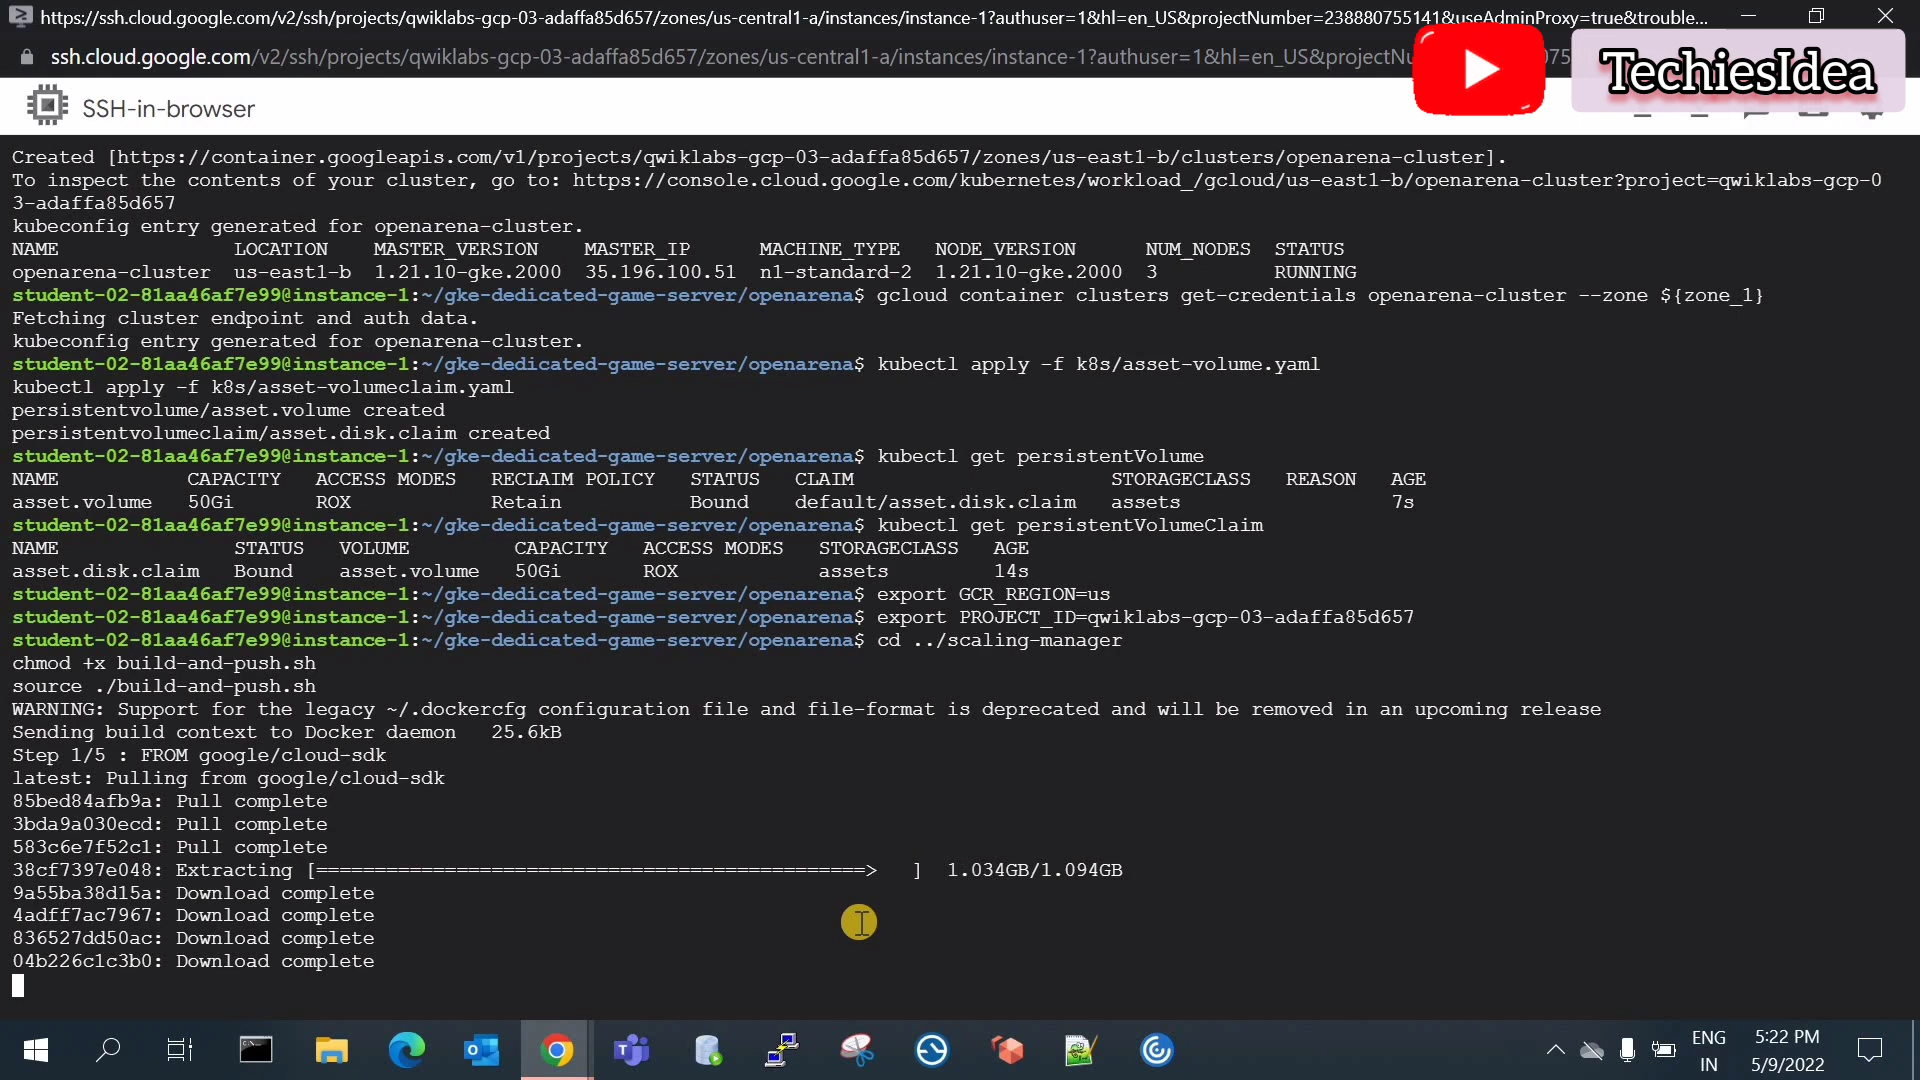 https://ssh.cloud.google.com/v2/ssh/projects/qwiklabs-gcp-03-adaffa85d657/zones/us-central1-a/instances/instance-1?authuser=1&hl=en_US&projectNumber=238880755141&useAdminProxy=true&trouble...
ssh.cloud.google.com/v2/ssh/projects/qwiklabs-gcp-03-adaffa85d657/zones/us-central1-a/instances/instance-1?authuser=1&hl=en_US&projectNu
TechiesIdea
SSH-in-browser
Created [https://container.googleapis.com/v1/projects/qwiklabs-gcp-03-adaffa85d657/zones/us-east1-b/clusters/openarena-cluster].
To inspect the contents of your cluster, go to: https://console.cloud.google.com/kubernetes/workload_/gcloud/us-east1-b/openarena-cluster?project=qwiklabs-gcp-0
3-adaffa85d657
kubeconfig entry generated for openarena-cluster.
NAME LOCATION MASTER_VERSION MASTER_IP MACHINE_TYPE NODE_VERSION NUM_NODES STATUS
openarena-cluster us-east1-b 1.21.10-gke.2000 35.196.100.51 n1-standard-2 1.21.10-gke.2000 3 RUNNING
student-02-81aa46af7e99@instance-1:~/gke-dedicated-game-server/openarena$ gcloud container clusters get-credentials openarena-cluster --zone ${zone_1}
Fetching cluster endpoint and auth data.
kubeconfig entry generated for openarena-cluster.
student-02-81aa46af7e99@instance-1:~/gke-dedicated-game-server/openarena$ kubectl apply -f k8s/asset-volume.yaml
kubectl apply -f k8s/asset-volumeclaim.yaml
persistentvolume/asset.volume created
persistentvolumeclaim/asset.disk.claim created
student-02-81aa46af7e99@instance-1:~/gke-dedicated-game-server/openarena$ kubectl get persistentVolume
NAME CAPACITY ACCESS MODES RECLAIM POLICY STATUS CLAIM STORAGECLASS REASON AGE
asset.volume 50Gi ROX Retain Bound default/asset.disk.claim assets 7s
student-02-81aa46af7e99@instance-1:~/gke-dedicated-game-server/openarena$ kubectl get persistentVolumeClaim
NAME STATUS VOLUME CAPACITY ACCESS MODES STORAGECLASS AGE
asset.disk.claim Bound asset.volume 50Gi ROX assets 14s
student-02-81aa46af7e99@instance-1:~/gke-dedicated-game-server/openarena$ export GCR_REGION=us
student-02-81aa46af7e99@instance-1:~/gke-dedicated-game-server/openarena$ export PROJECT_ID=qwiklabs-gcp-03-adaffa85d657
student-02-81aa46af7e99@instance-1:~/gke-dedicated-game-server/openarena$ cd ../scaling-manager
chmod +x build-and-push.sh
source ./build-and-push.sh
WARNING: Support for the legacy ~/.dockercfg configuration file and file-format is deprecated and will be removed in an upcoming release
Sending build context to Docker daemon 25.6kB
Step 1/5 : FROM google/cloud-sdk
latest: Pulling from google/cloud-sdk
85bed84afb9a: Pull complete
3bda9a030ecd: Pull complete
583c6e7f52c1: Pull complete
38cf7397e048: Extracting [===============================================> ] 1.034GB/1.094GB
9a55ba38d15a: Download complete
4adff7ac7967: Download complete
836527dd50ac: Download complete
04b226c1c3b0: Download complete
ENG
IN
5:22 PM
5/9/2022